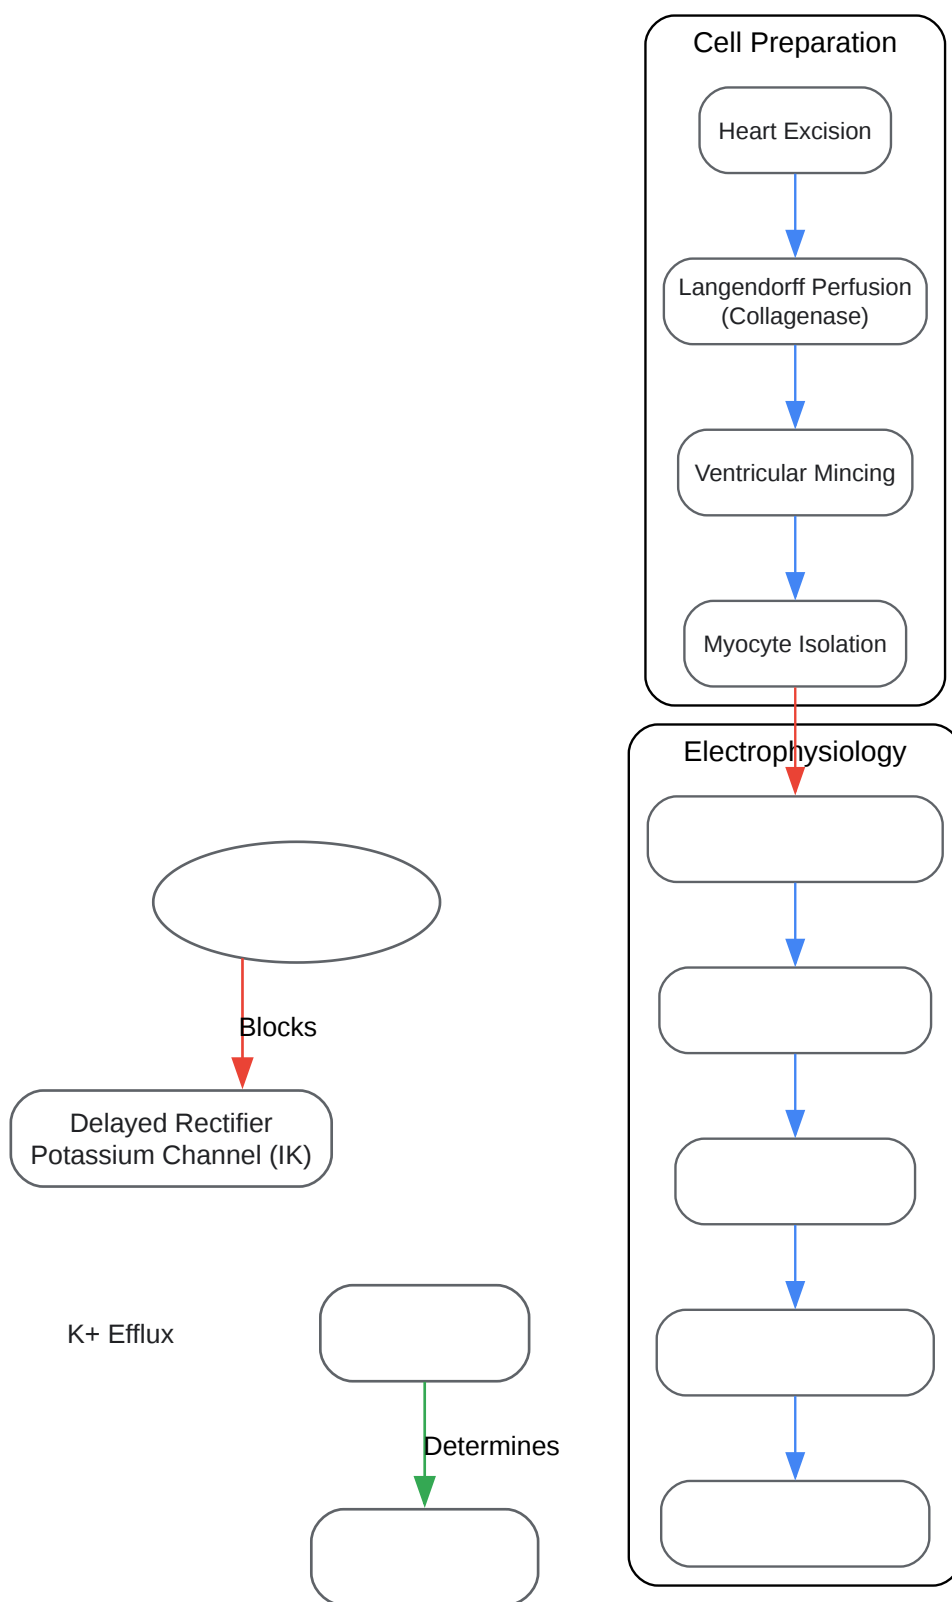 Cell Preparation
Heart Excision
Langendorff Perfusion
(Collagenase)
Ventricular Mincing
Myocyte Isolation
Electrophysiology
Blocks
Delayed Rectifier
Potassium Channel (IK)
K+ Efflux
Determines